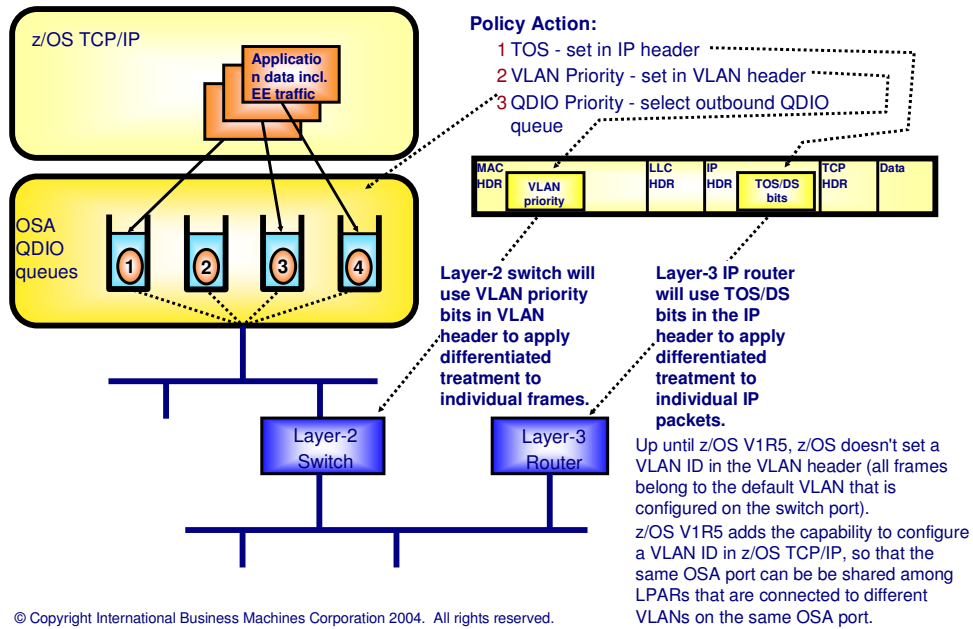 z/OS TCP/IP
Applicatio
n data incl.
EE traffic
Policy Action:
1 TOS - set in IP header
2 VLAN Priority - set in VLAN header
3 QDIO Priority - select outbound QDIO
queue
MAC
HDR
VLAN
priority
LLC
HDR
IP
HDR
TOS/DS
bits
TCP
HDR
Data
OSA
QDIO
queues
1
2
3
4
Layer-2 switch will
use VLAN priority
bits in VLAN
header to apply
differentiated
treatment to
individual frames.
Layer-3 IP router
will use TOS/DS
bits in the IP
header to apply
differentiated
treatment to
individual IP
packets.
Layer-2
Switch
Layer-3
Router
Up until z/OS V1R5, z/OS doesn't set a
VLAN ID in the VLAN header (all frames
belong to the default VLAN that is
configured on the switch port).
z/OS V1R5 adds the capability to configure
a VLAN ID in z/OS TCP/IP, so that the
same OSA port can be be shared among
LPARs that are connected to different
VLANs on the same OSA port.
© Copyright International Business Machines Corporation 2004. All rights reserved.